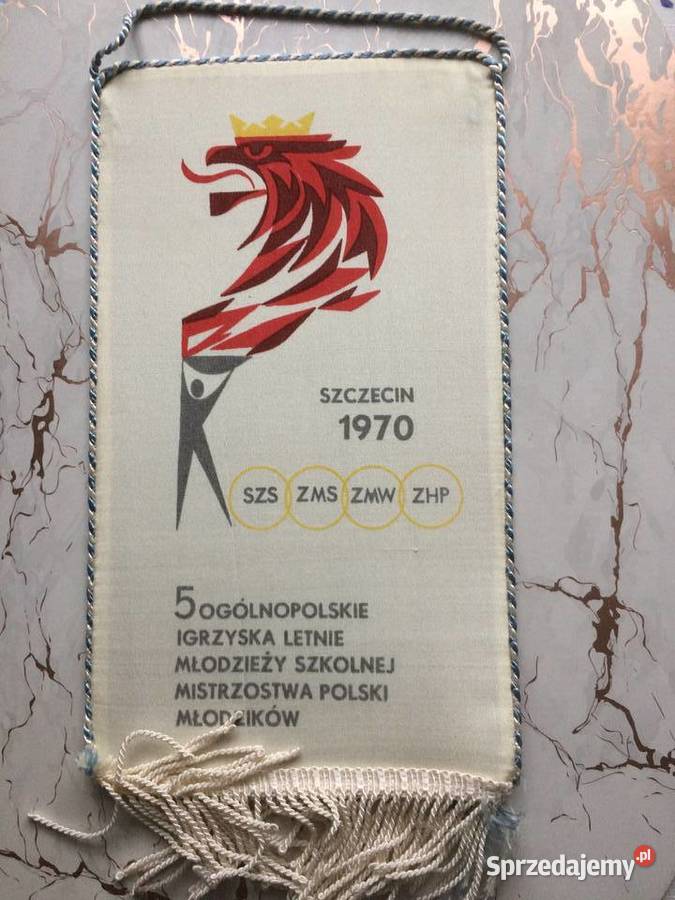 SZCZECIN
1970
SZS ZMS ZMW ZHP
5 OGÓLNOPOLSKIE
IGRZYSKA LETNIE
MŁODZIEŻY SZKOLNEJ
MISTRZOSTWA POLSKI
MŁODZIKÓW
Sprzedajemy.pl